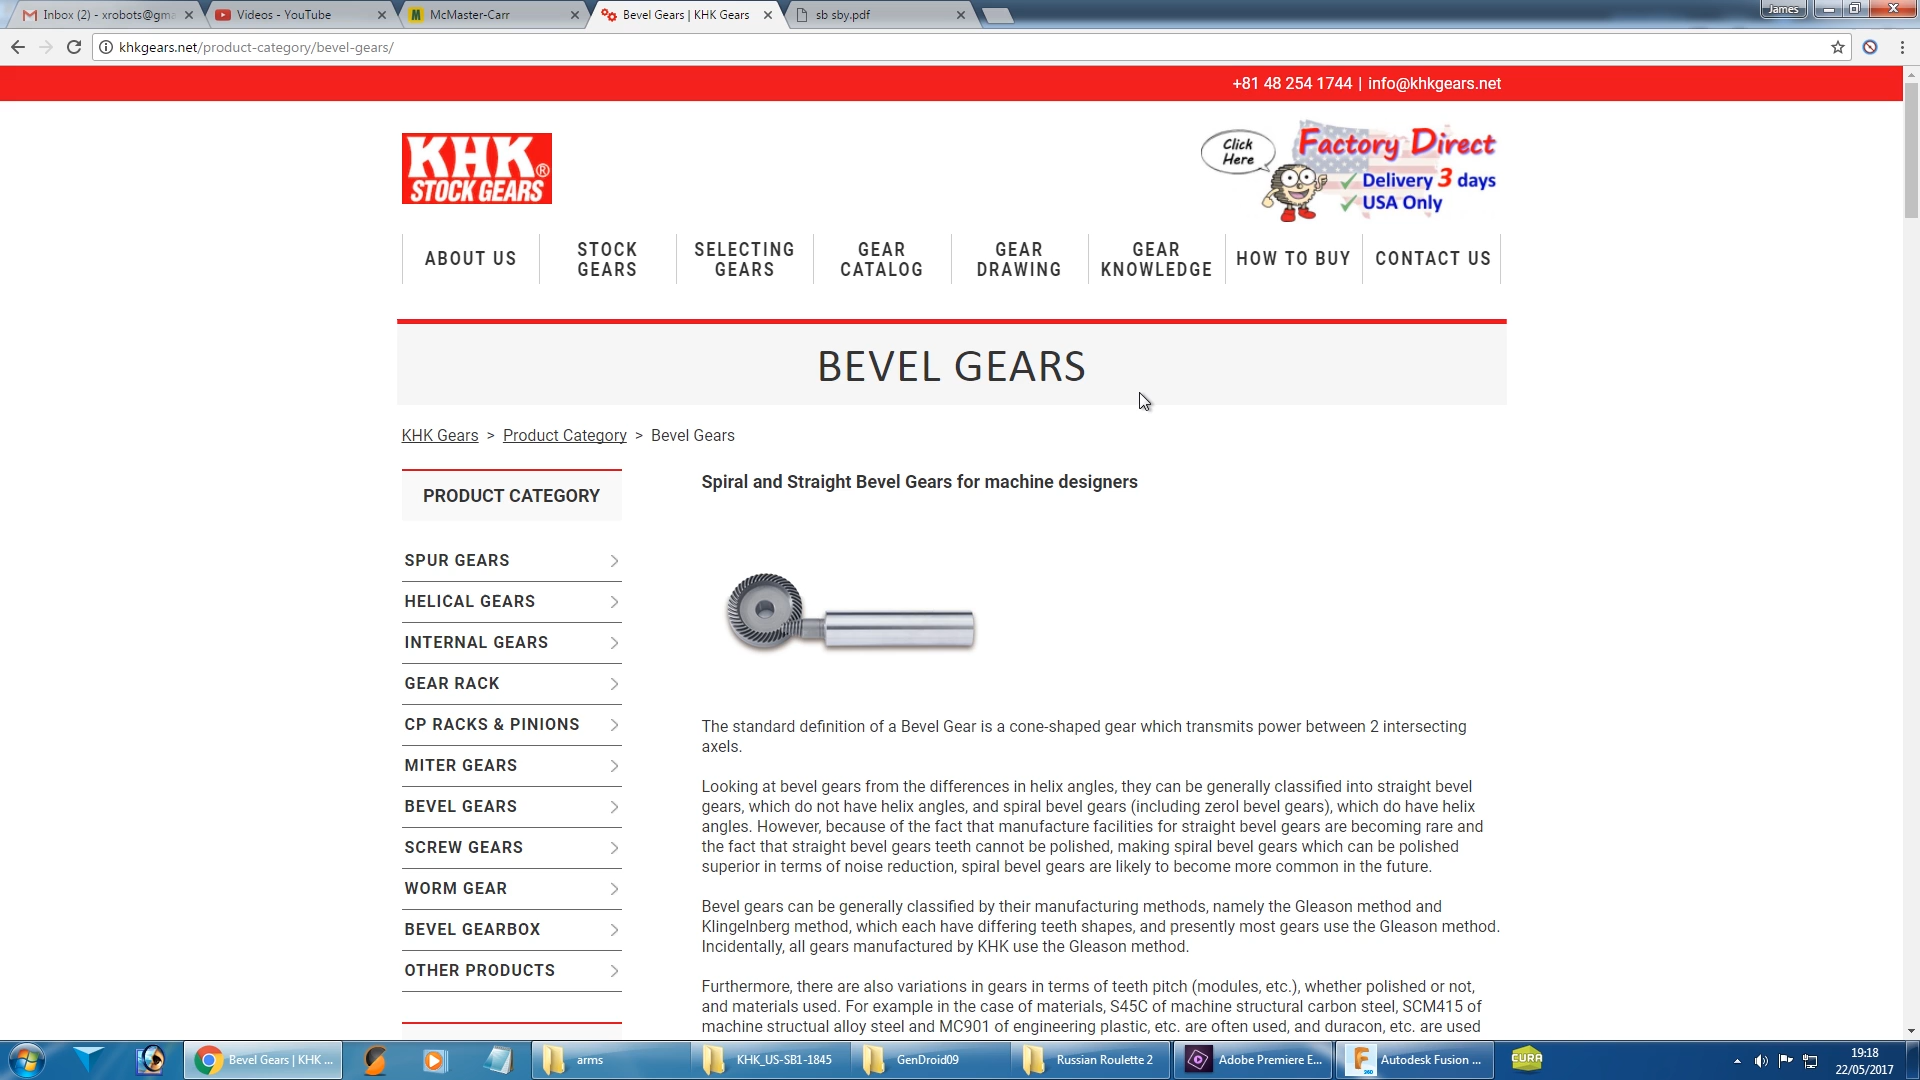 Inbox (2) - xrobots@gma
Videos - YouTube
McMaster-Carr
Bevel Gears | KHK Gears
sb sby.pdf
James
khkgears.net/product-category/bevel-gears/
+81 48 254 1744 | info@khkgears.net
KHK®
STOCK GEARS
Click
Here
Factory Direct
Delivery 3 days
USA Only
ABOUT US
STOCK
GEARS
SELECTING
GEARS
GEAR
CATALOG
GEAR
DRAWING
GEAR
KNOWLEDGE
HOW TO BUY
CONTACT US
BEVEL GEARS
KHK Gears > Product Category > Bevel Gears
PRODUCT CATEGORY
SPUR GEARS
HELICAL GEARS
INTERNAL GEARS
GEAR RACK
CP RACKS & PINIONS
MITER GEARS
BEVEL GEARS
SCREW GEARS
WORM GEAR
BEVEL GEARBOX
OTHER PRODUCTS
Spiral and Straight Bevel Gears for machine designers
The standard definition of a Bevel Gear is a cone-shaped gear which transmits power between 2 intersecting
axels.
Looking at bevel gears from the differences in helix angles, they can be generally classified into straight bevel
gears, which do not have helix angles, and spiral bevel gears (including zerol bevel gears), which do have helix
angles. However, because of the fact that manufacture facilities for straight bevel gears are becoming rare and
the fact that straight bevel gears teeth cannot be polished, making spiral bevel gears which can be polished
superior in terms of noise reduction, spiral bevel gears are likely to become more common in the future.
Bevel gears can be generally classified by their manufacturing methods, namely the Gleason method and
Klingelnberg method, which each have differing teeth shapes, and presently most gears use the Gleason method.
Incidentally, all gears manufactured by KHK use the Gleason method.
Furthermore, there are also variations in gears in terms of teeth pitch (modules, etc.), whether polished or not,
and materials used. For example in the case of materials, S45C of machine structural carbon steel, SCM415 of
machine structual alloy steel and MC901 of engineering plastic, etc. are often used, and duracon, etc. are used
Bevel Gears | KHK ...
arms
KHK_US-SB1-1845
GenDroid09
Russian Roulette 2
Adobe Premiere E...
F
360
Autodesk Fusion ...
CURA
19:18
22/05/2017